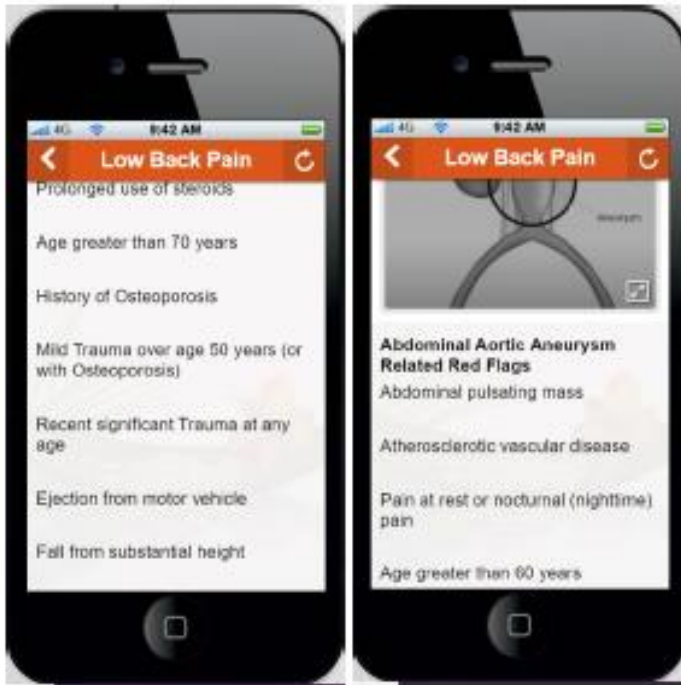 4G 9:42 AM
Low Back Pain
Prolonged use of steroids
Age greater than 70 years
History of Osteoporosis
Mild Trauma over age 50 years (or
with Osteoporosis)
Recent significant Trauma at any
age
Ejection from motor vehicle
Fall from substantial height
4G 9:42 AM
Low Back Pain
Aneurysm
Abdominal Aortic Aneurysm
Related Red Flags
Abdominal pulsating mass
Atherosclerotic vascular disease
Pain at rest or nocturnal (nighttime)
pain
Age greater than 60 years